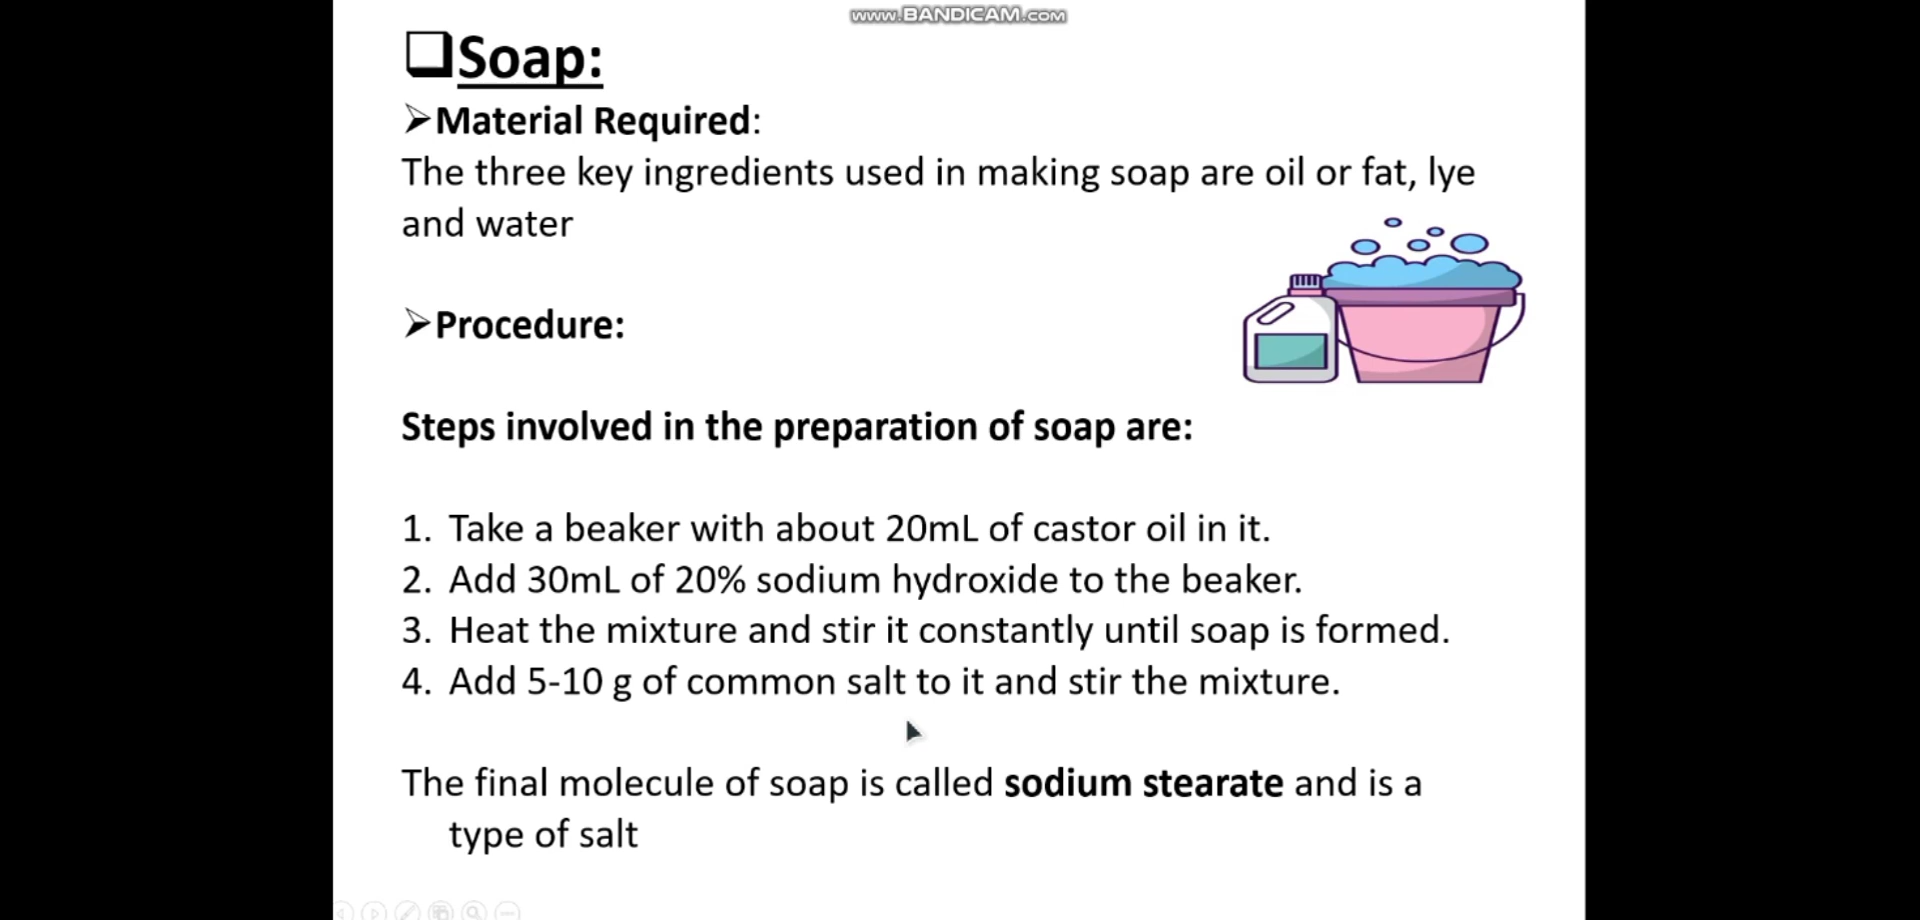 www.BANDICAM.com
Soap:
Material Required:
The three key ingredients used in making soap are oil or fat, lye
and water
Procedure:
Steps involved in the preparation of soap are:
1. Take a beaker with about 20mL of castor oil in it.
2. Add 30mL of 20% sodium hydroxide to the beaker.
3. Heat the mixture and stir it constantly until soap is formed.
4. Add 5-10 g of common salt to it and stir the mixture.
The final molecule of soap is called sodium stearate and is a
type of salt